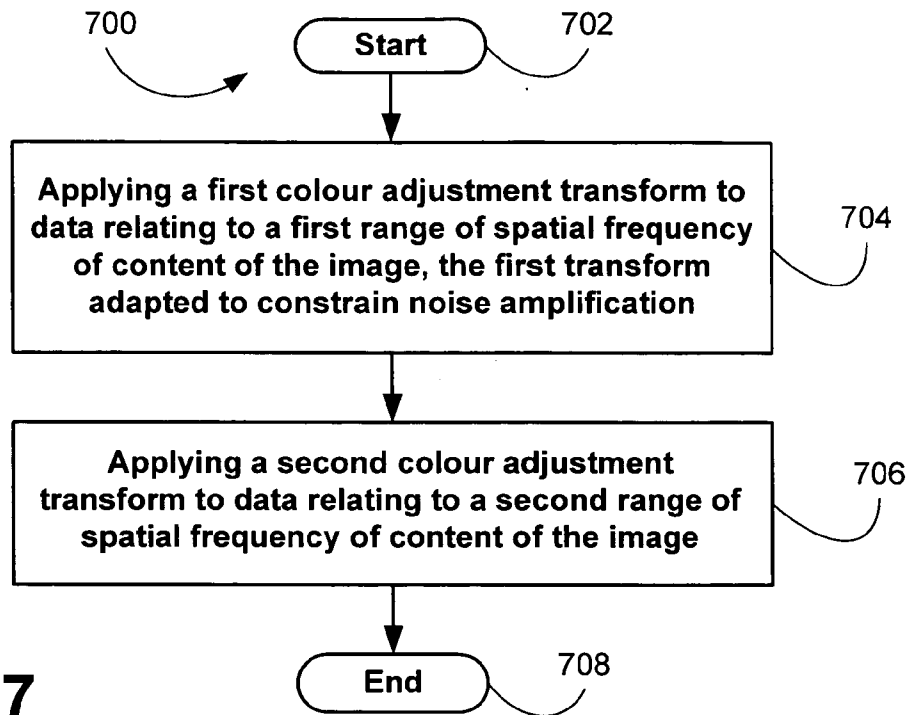 700
Start
702
Applying a first colour adjustment transform to
data relating to a first range of spatial frequency
of content of the image, the first transform
adapted to constrain noise amplification
704
Applying a second colour adjustment
transform to data relating to a second range of
spatial frequency of content of the image
706
End
708
7